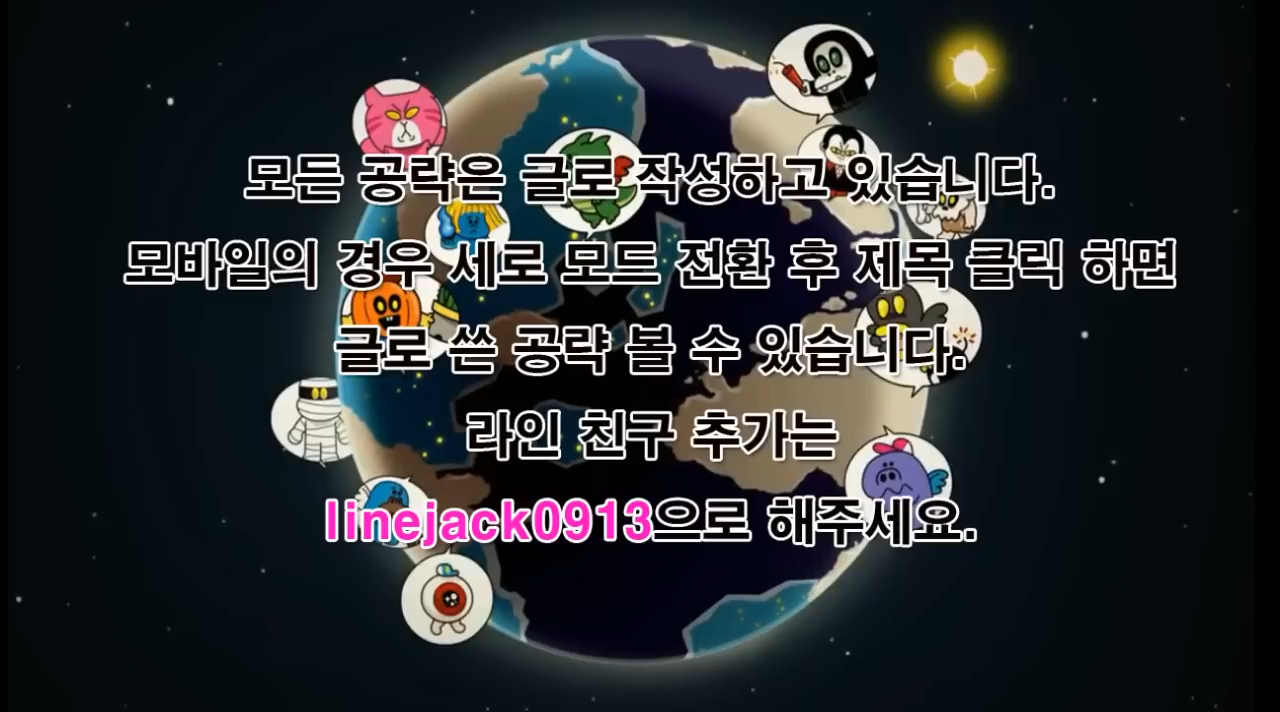 모든 공략은 글로 작성하고 있습니다.
모바일의 경우 세로 모드 전환 후 제목 클릭 하면
글로 쓴 공략 볼 수 있습니다.
라인 친구 추가는
linejack0913으로 해주세요.